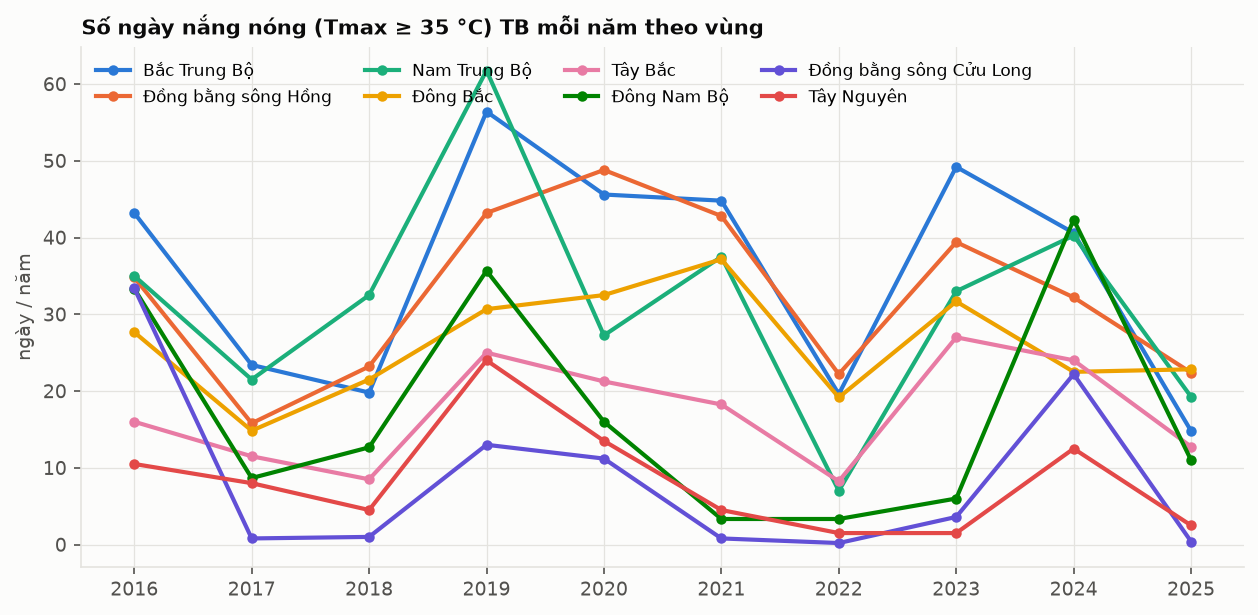 Số ngày nắng nóng (Tmax ≥ 35 °C) TB mỗi năm theo vùng
Bắc Trung Bộ Nam Trung Bộ Tây Bắc Đồng bằng sông Cửu Long
Đồng bằng sông Hồng Đông Bắc Đông Nam Bộ Tây Nguyên
60
50
40
30
20
10
0
ngày / năm
2016 2017 2018 2019 2020 2021 2022 2023 2024 2025